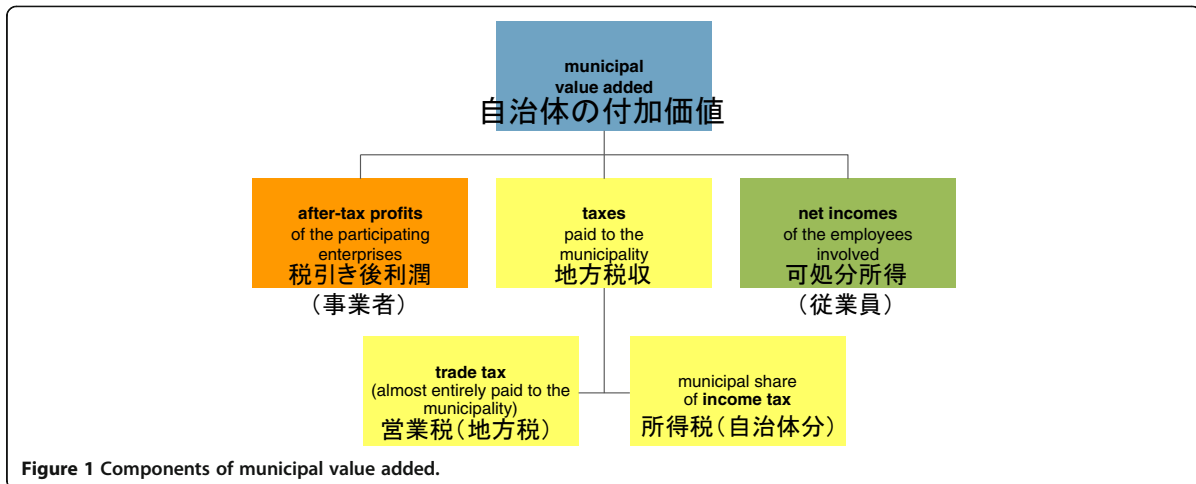 municipal
value added
自治体の付加価値
after-tax profits
of the participating
enterprises
税引き後利潤
（事業者）
taxes
paid to the
municipality
地方税収
net incomes
of the employees
involved
可処分所得
（従業員）
trade tax
(almost entirely paid to the
municipality)
営業税（地方税）
municipal share
of income tax
所得税（自治体分）
Figure 1 Components of municipal value added.